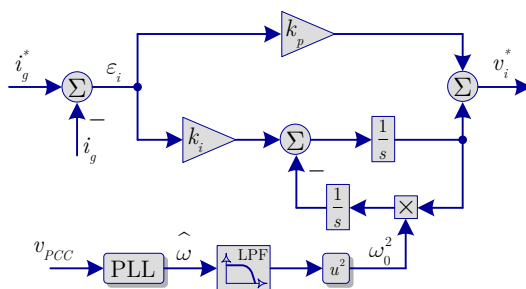 k_p
i_g^* Σ ε_i Σ v_i^*
−
i_g k_i Σ 1/s
−
1/s ×
v_PCC PLL ω̂ LPF u^2 ω_0^2